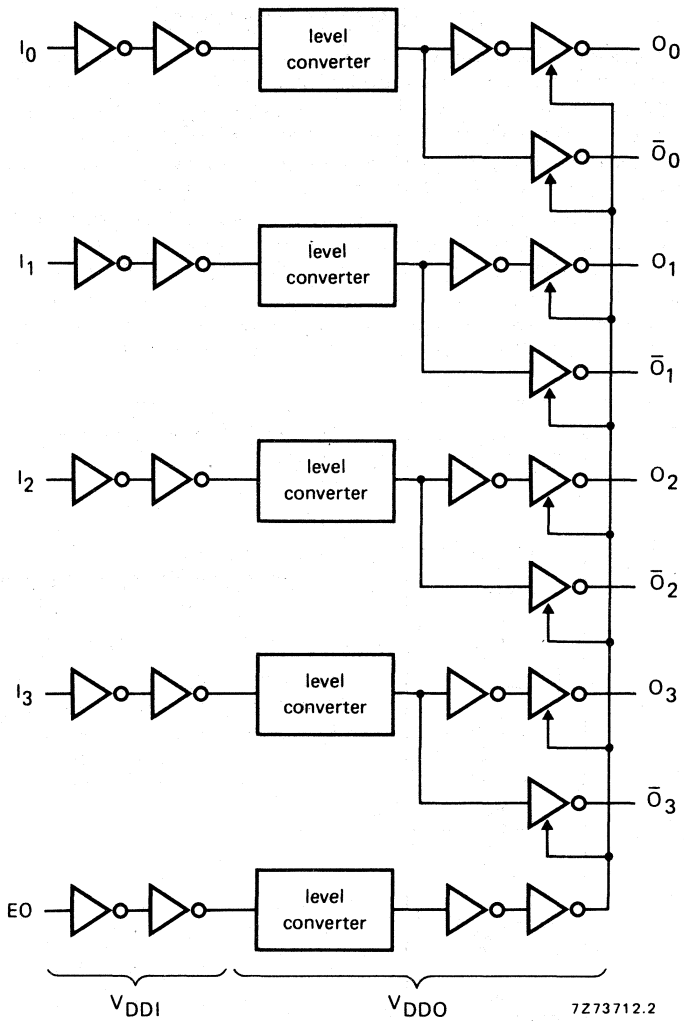 I0
level
converter
O0
Ō0
I1
level
converter
O1
Ō1
I2
level
converter
O2
Ō2
I3
level
converter
O3
Ō3
EO
level
converter
VDDI
VDDO
7Z73712.2